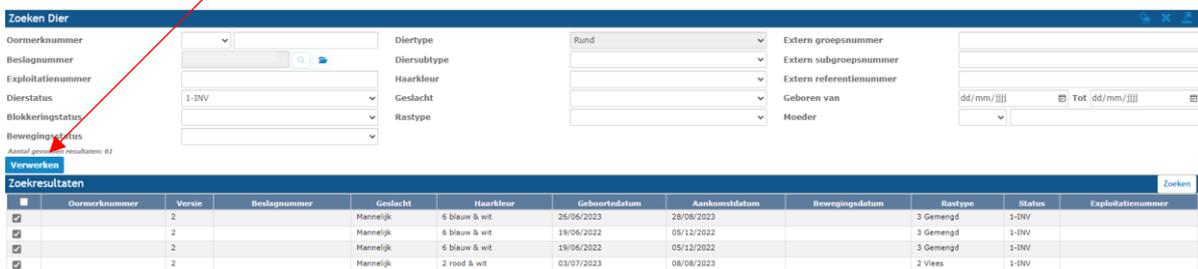 Zoeken Dier
Oormerknummer Diertype Rund Extern groepsnummer
Beslagnummer Diersubtype Extern subgroepsnummer
Exploitatienummer Haarkleur Extern referentienummer
Dierstatus 1-INV Geslacht Geboren van dd/mm/jjjj Tot dd/mm/jjjj
Blokkeringstatus Rastype Moeder
Bewegingsstatus
Aantal gevonden resultaten: 61
Verwerken
Zoekresultaten Zoeken
Oormerknummer Versie Beslagnummer Geslacht Haarkleur Geboortedatum Aankomstdatum Bewegingsdatum Rastype Status Exploitatienummer
2 Mannelijk 6 blauw & wit 26/06/2023 28/08/2023 3 Gemengd 1-INV
2 Mannelijk 6 blauw & wit 19/06/2022 05/12/2022 3 Gemengd 1-INV
2 Mannelijk 6 blauw & wit 19/06/2022 05/12/2022 3 Gemengd 1-INV
2 Mannelijk 2 rood & wit 03/07/2023 08/08/2023 2 Vlees 1-INV